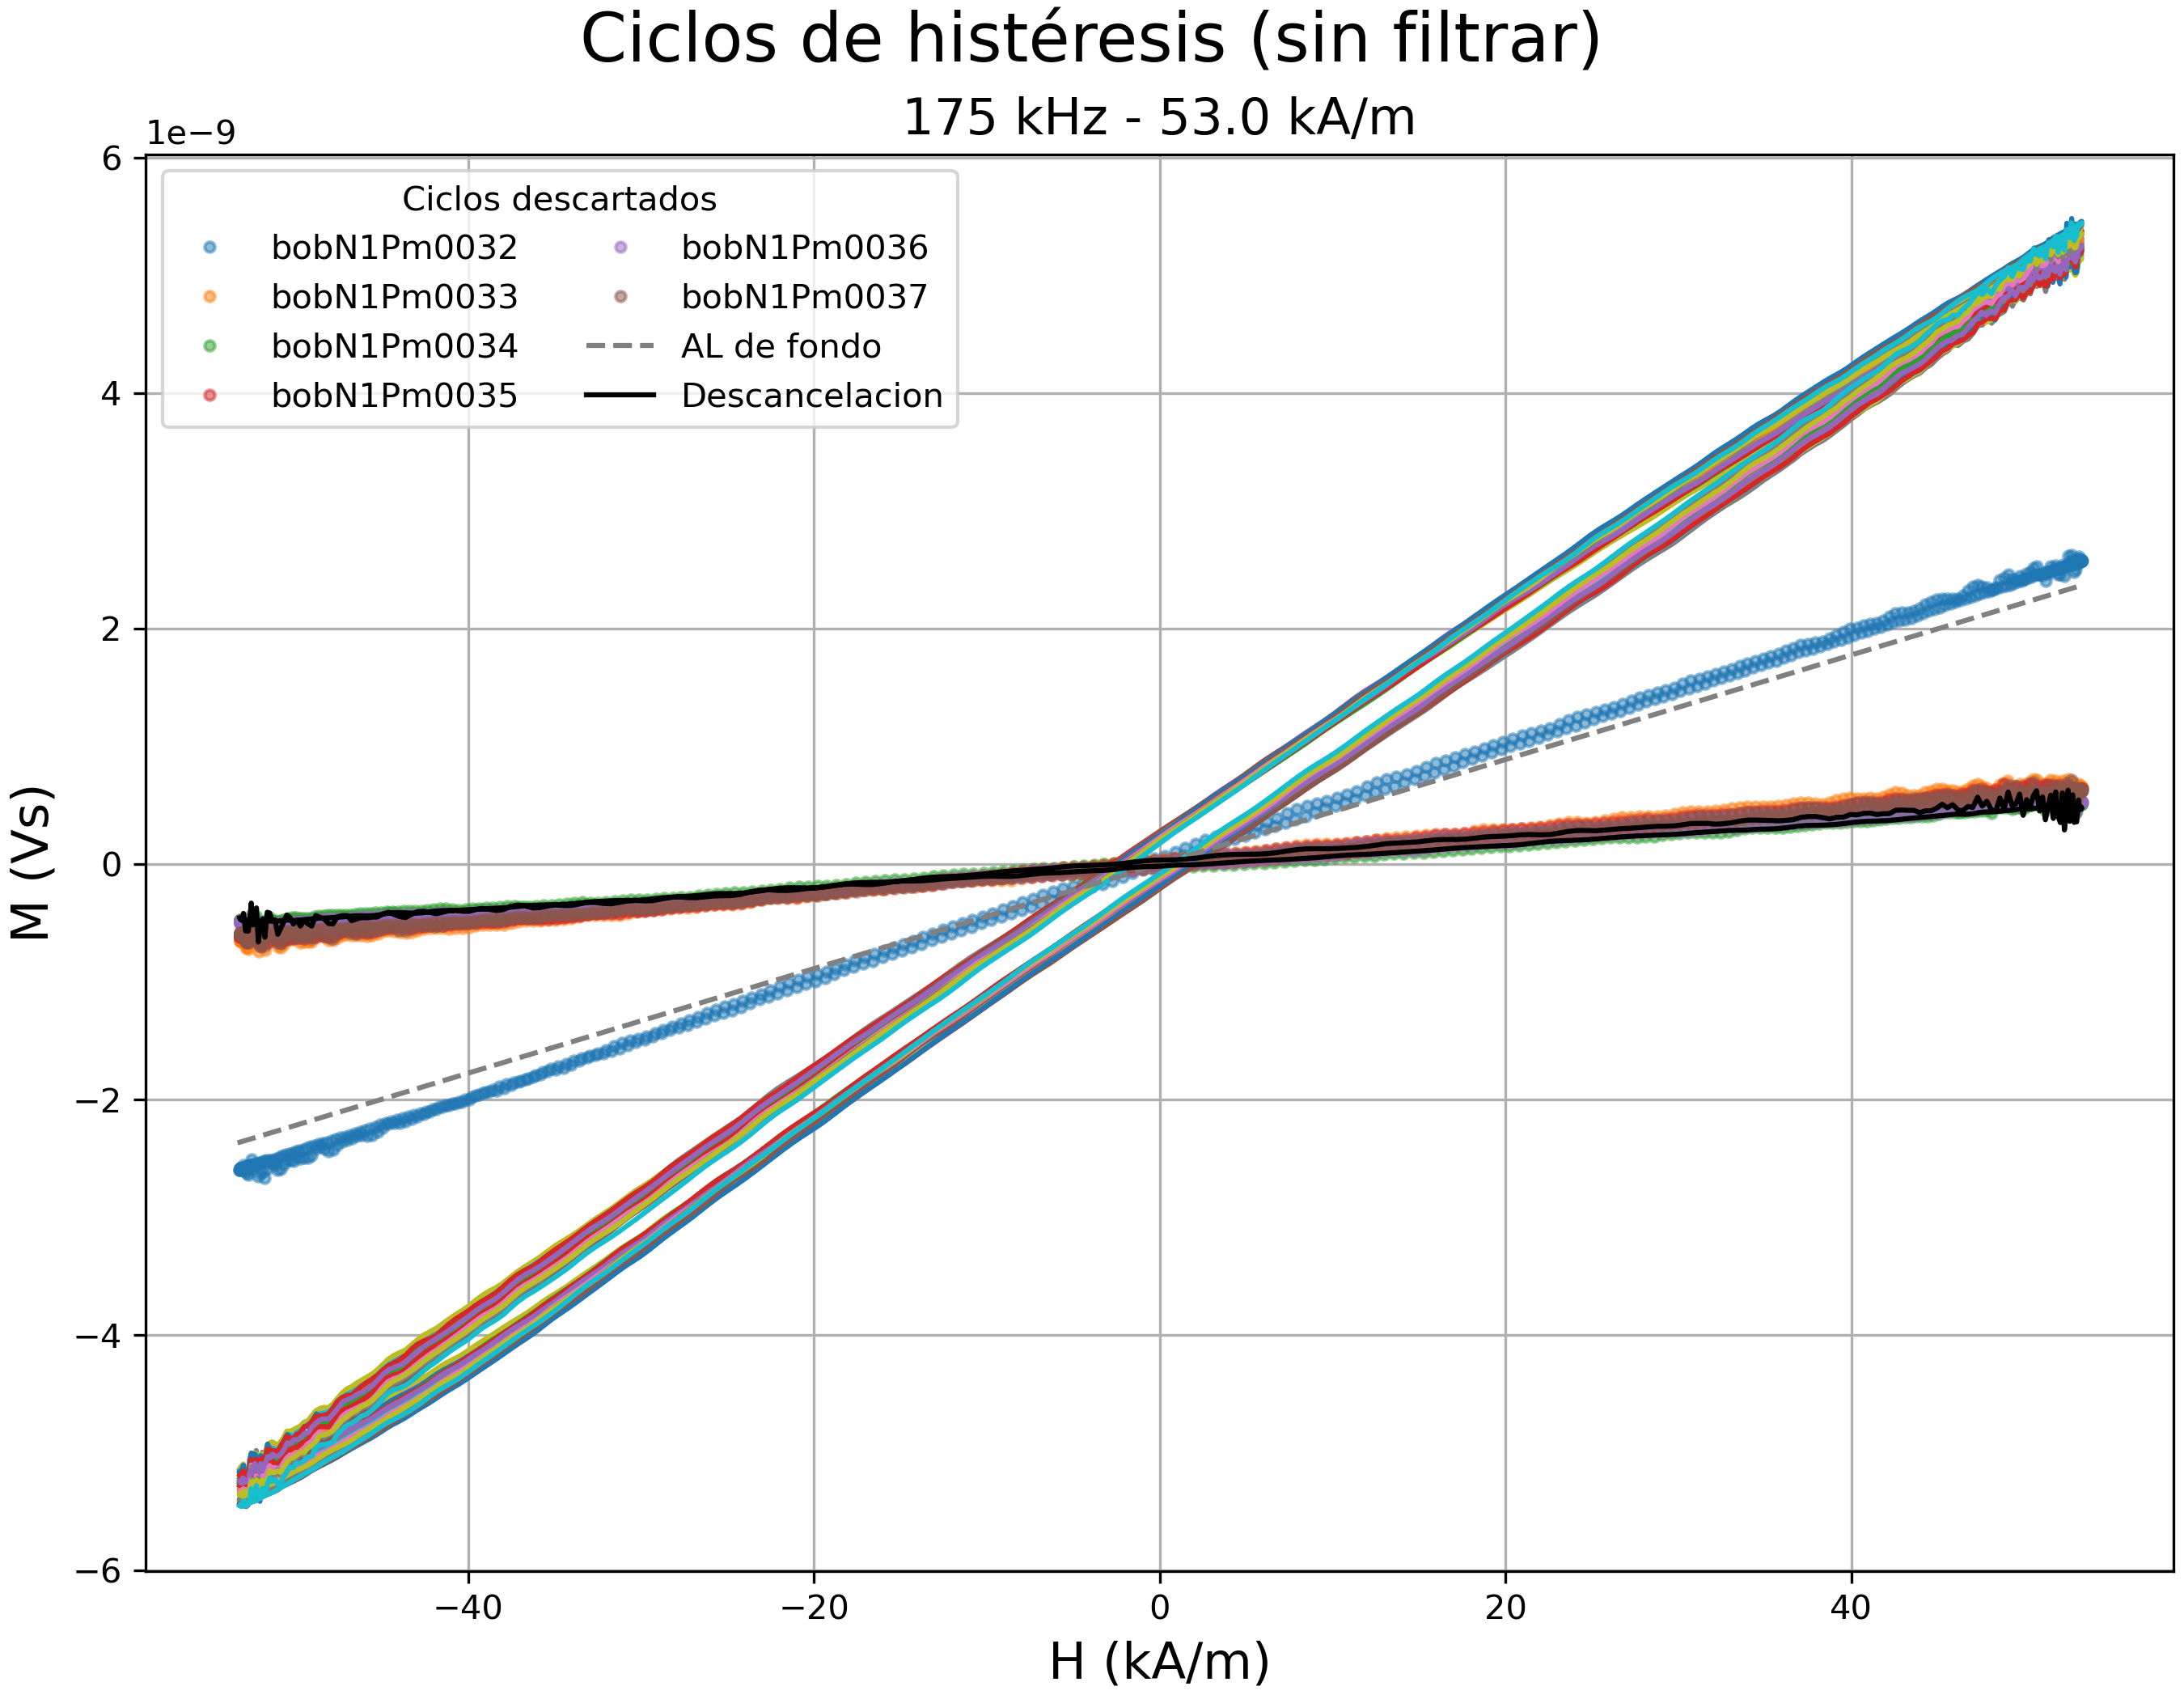 Ciclos de histéresis (sin filtrar)
175 kHz - 53.0 kA/m
1e−9
Ciclos descartados
bobN1Pm0032
bobN1Pm0033
bobN1Pm0034
bobN1Pm0035
bobN1Pm0036
bobN1Pm0037
AL de fondo
Descancelacion
6
4
2
0
−2
−4
−6
M (Vs)
−40
−20
0
20
40
H (kA/m)